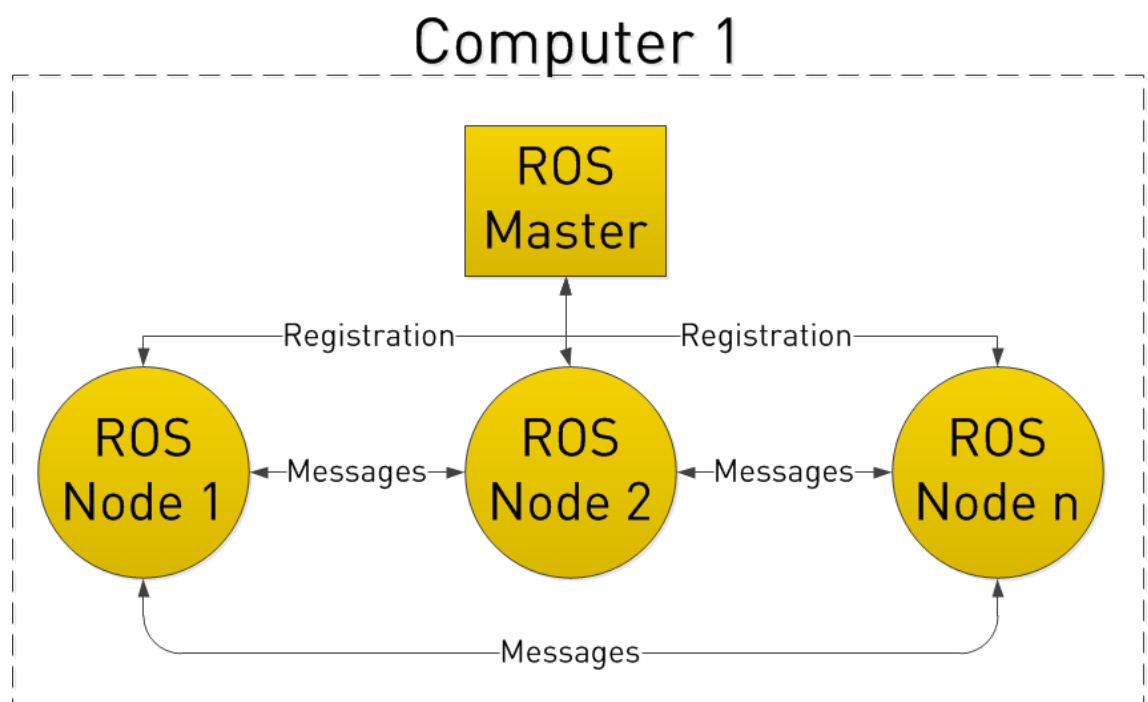 Computer 1
ROS
Master
Registration
Registration
ROS
Node 1
Messages
ROS
Node 2
Messages
ROS
Node n
Messages